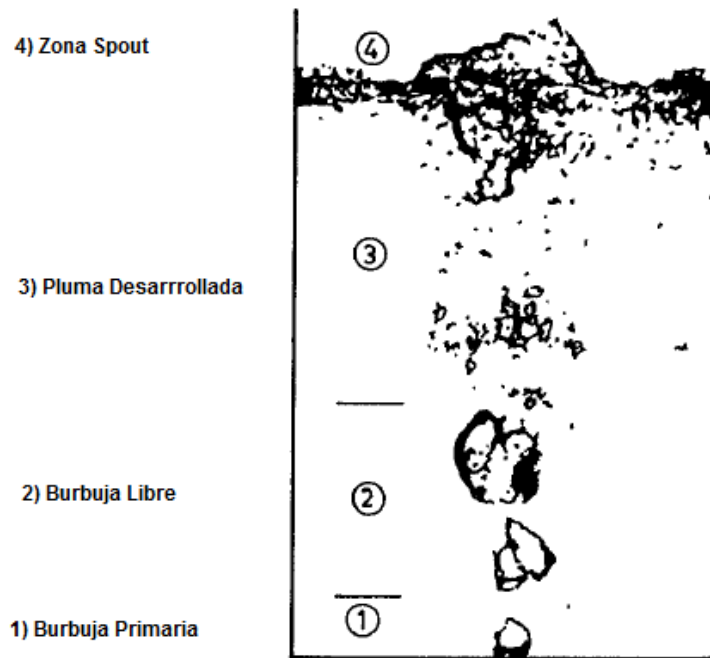 4) Zona Spout
4
3) Pluma Desarrrollada
3
2) Burbuja Libre
2
1) Burbuja Primaria
1